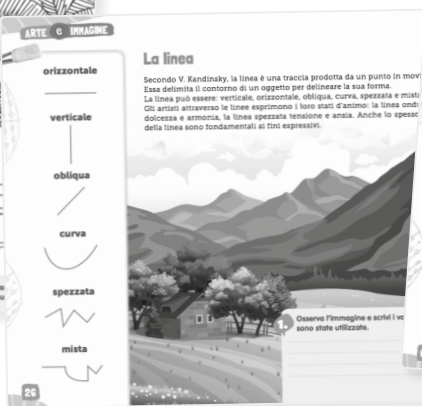 ARTE e IMMAGINE
orizzontale
verticale
obliqua
curva
spezzata
mista
26
La linea
Secondo V. Kandinsky, la linea è una traccia prodotta da un punto in
Essa delimita il contorno di un oggetto per delineare la sua forma.
La linea può essere: verticale, orizzontale, obliqua, curva, spezzata e
Gli artisti attraverso le linee esprimono i loro stati d'animo: la linea
dolcezza e armonia, la linea spezzata tensione e ansia. Anche lo
della linea sono fondamentali ai fini espressivi.
1. Osserva l'immagine e scrivi i
sono state utilizzate.